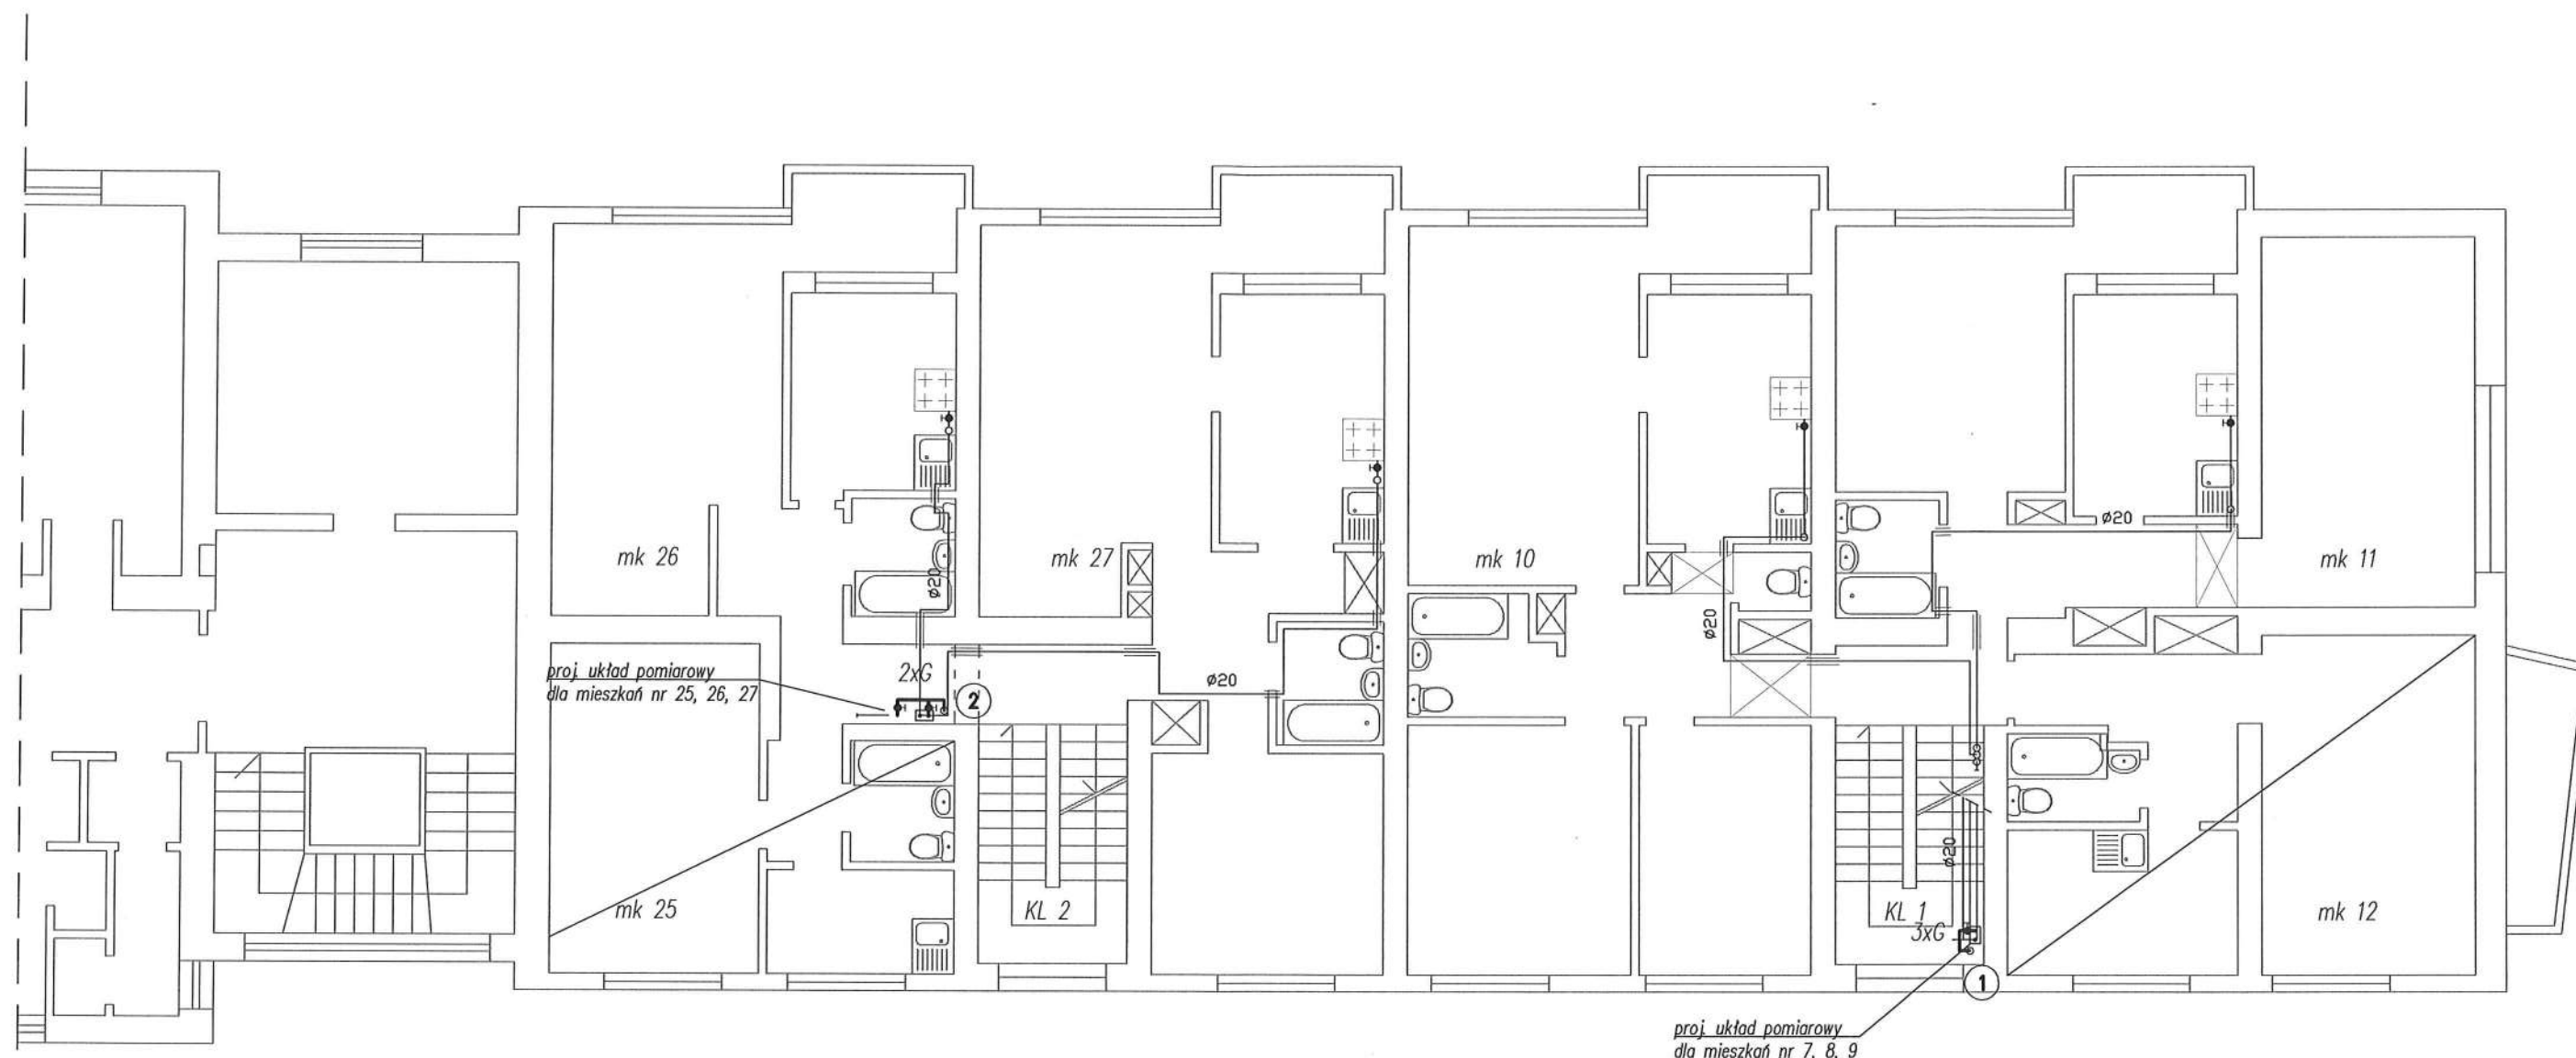 mk 26
mk 27
mk 10
mk 11
ø20
ø20
ø20
proj. układ pomiarowy
dla mieszkań nr 25, 26, 27
2xG
2
ø20
ø20
mk 25
KL 2
KL 1
3xG
mk 12
1
proj. układ pomiarowy
dla mieszkań nr 7, 8, 9